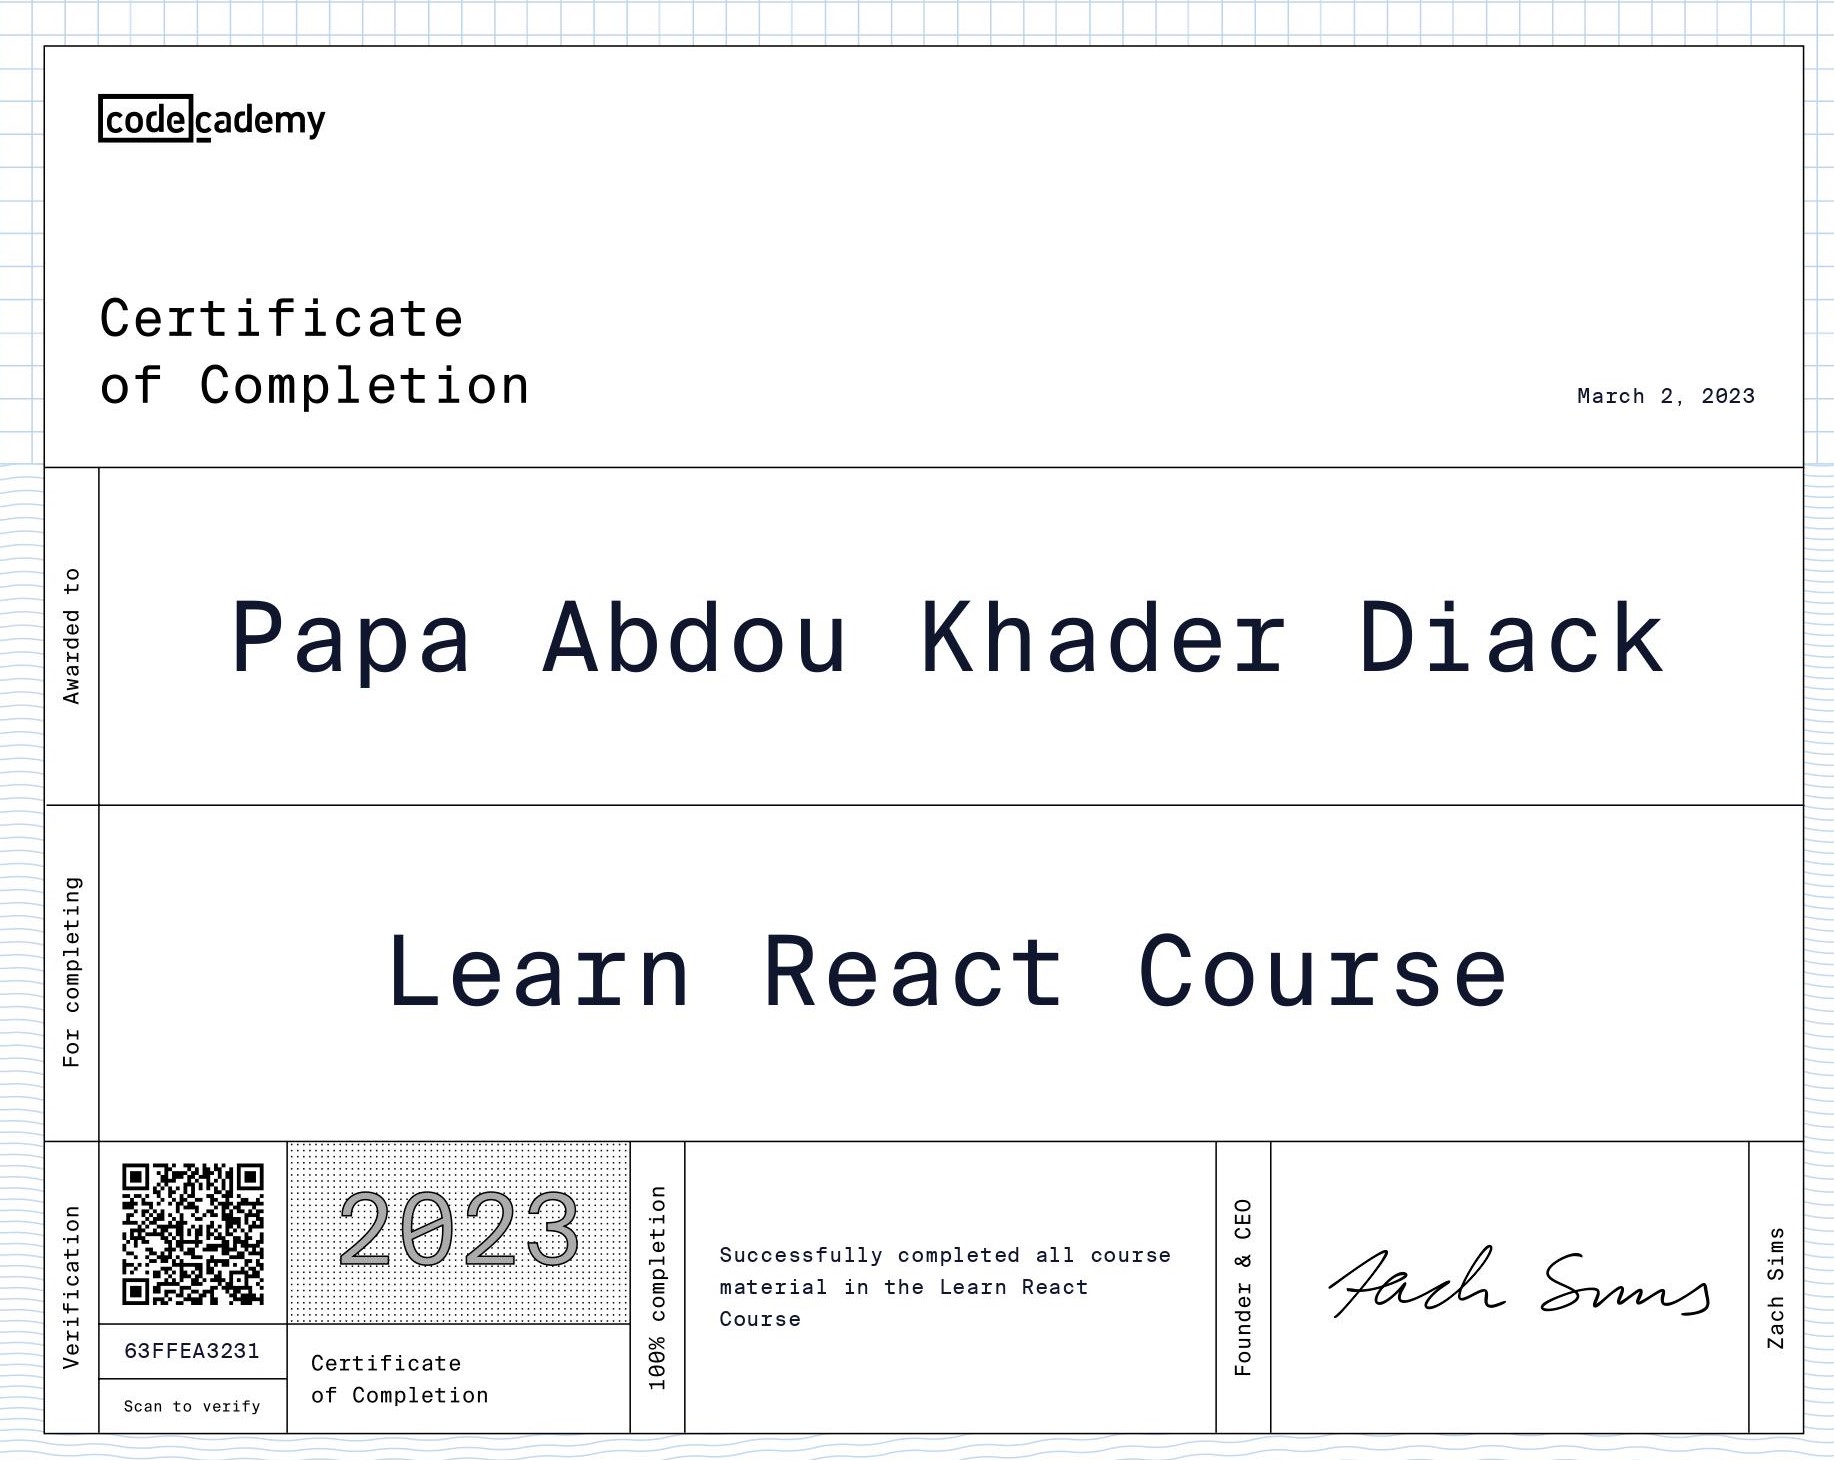 codecademy
Certificate
of Completion
March 2, 2023
Awarded to
Papa Abdou Khader Diack
For completing
Learn React Course
Verification
63FFEA3231
Scan to verify
2023
Certificate
of Completion
100% completion
Successfully completed all course
material in the Learn React
Course
Founder & CEO
Zach Sims
Zach Sims